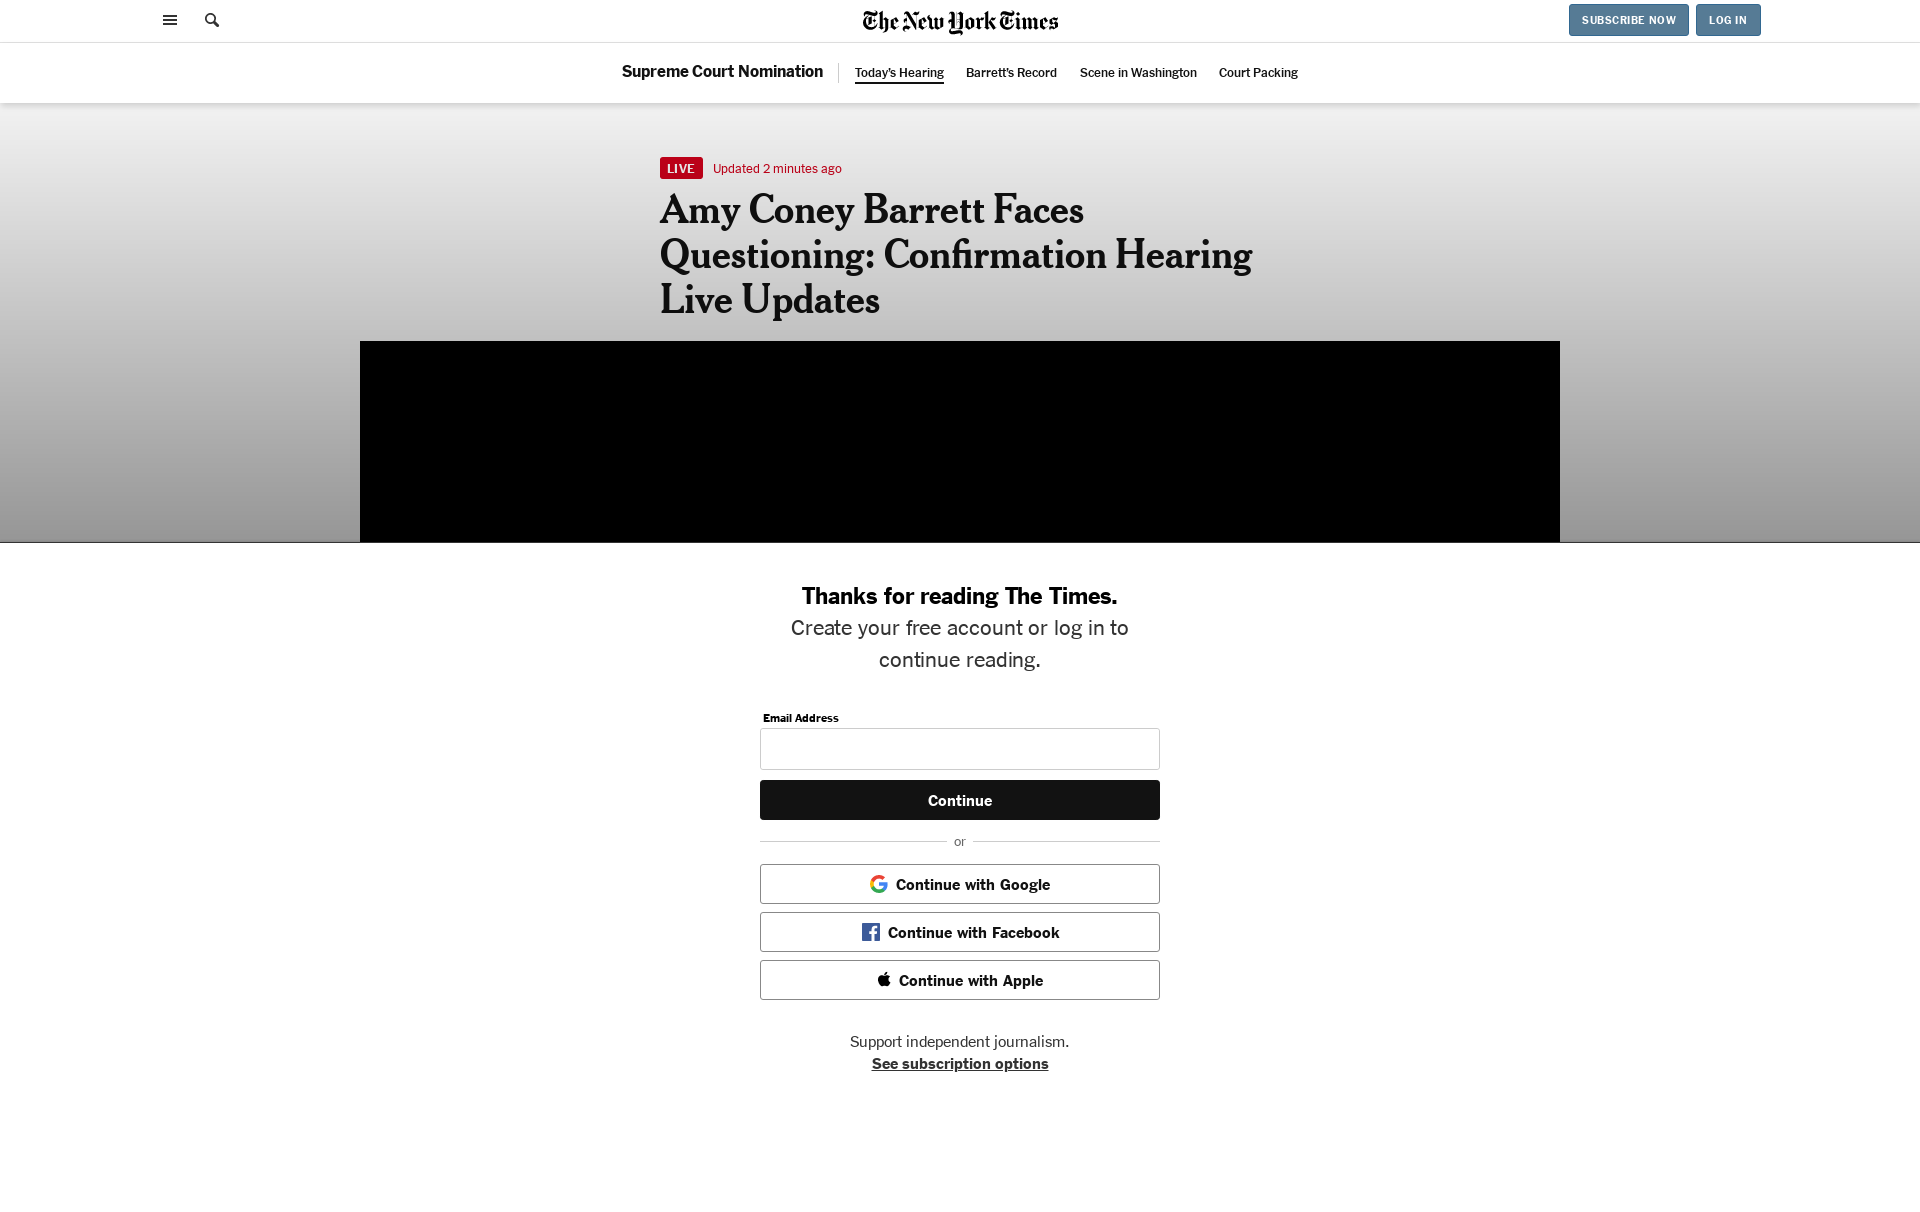 The New York Times
SUBSCRIBE NOW
LOG IN
Supreme Court Nomination
Today's Hearing
Barrett's Record
Scene in Washington
Court Packing
LIVE
Updated 2 minutes ago
Amy Coney Barrett Faces
Questioning: Confirmation Hearing
Live Updates
Thanks for reading The Times.
Create your free account or log in to
continue reading.
Email Address
Continue
or
Continue with Google
Continue with Facebook
Continue with Apple
Support independent journalism.
See subscription options